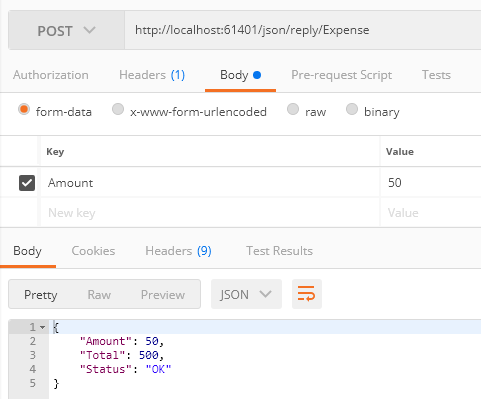 POST http://localhost:61401/json/reply/Expense
Authorization Headers (1) Body Pre-request Script Tests
form-data x-www-form-urlencoded raw binary
Key Value
Amount 50
New key Value
Body Cookies Headers (9) Test Results
Pretty Raw Preview JSON
1 {
2 "Amount": 50,
3 "Total": 500,
4 "Status": "OK"
5 }